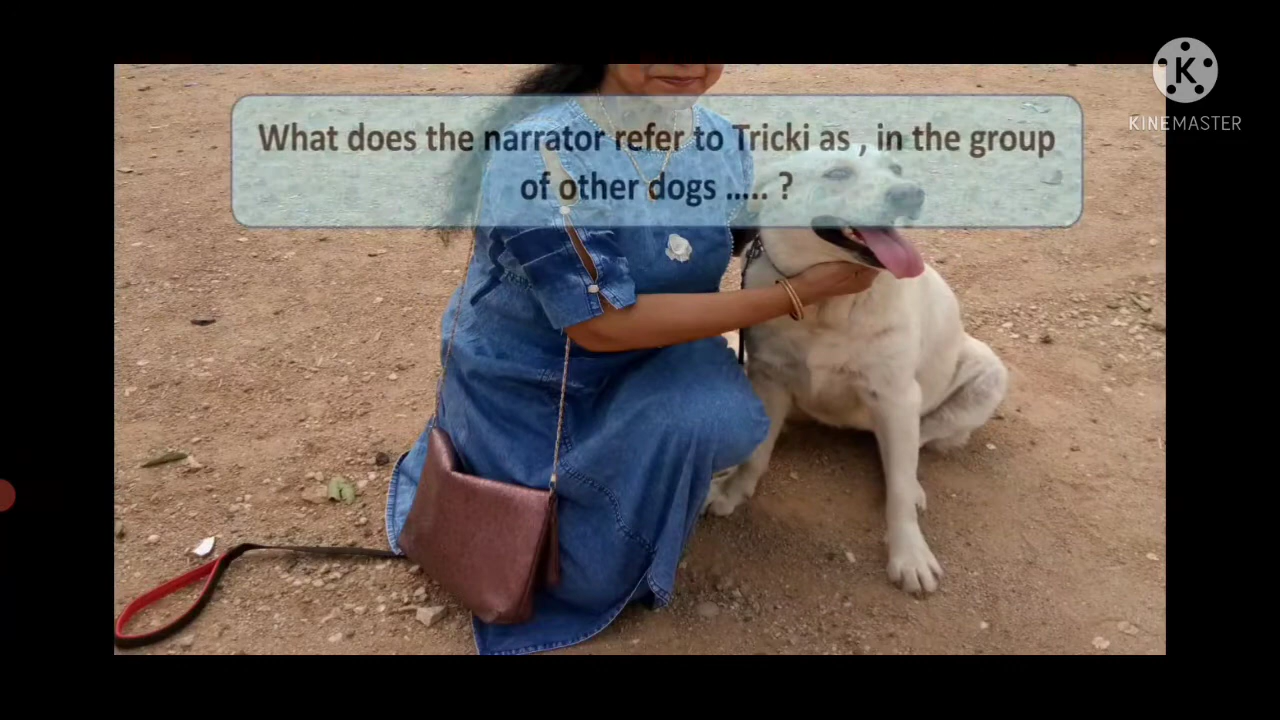 What does the narrator refer to Tricki as , in the group
of other dogs ..... ?
K
KINEMASTER